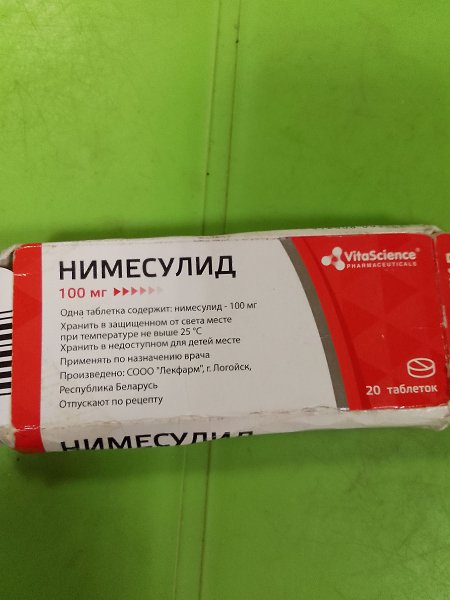 НИМЕСУЛИД
100 мг
Одна таблетка содержит: нимесулид - 100 мг
Хранить в защищенном от света месте
при температуре не выше 25 °С
Хранить в недоступном для детей месте
Применять по назначению врача
Произведено: СООО "Лекфарм", г. Логойск,
Республика Беларусь
Отпускают по рецепту
VitaScience®
PHARMACEUTICALS
20 таблеток
НИМЕСУЛИД